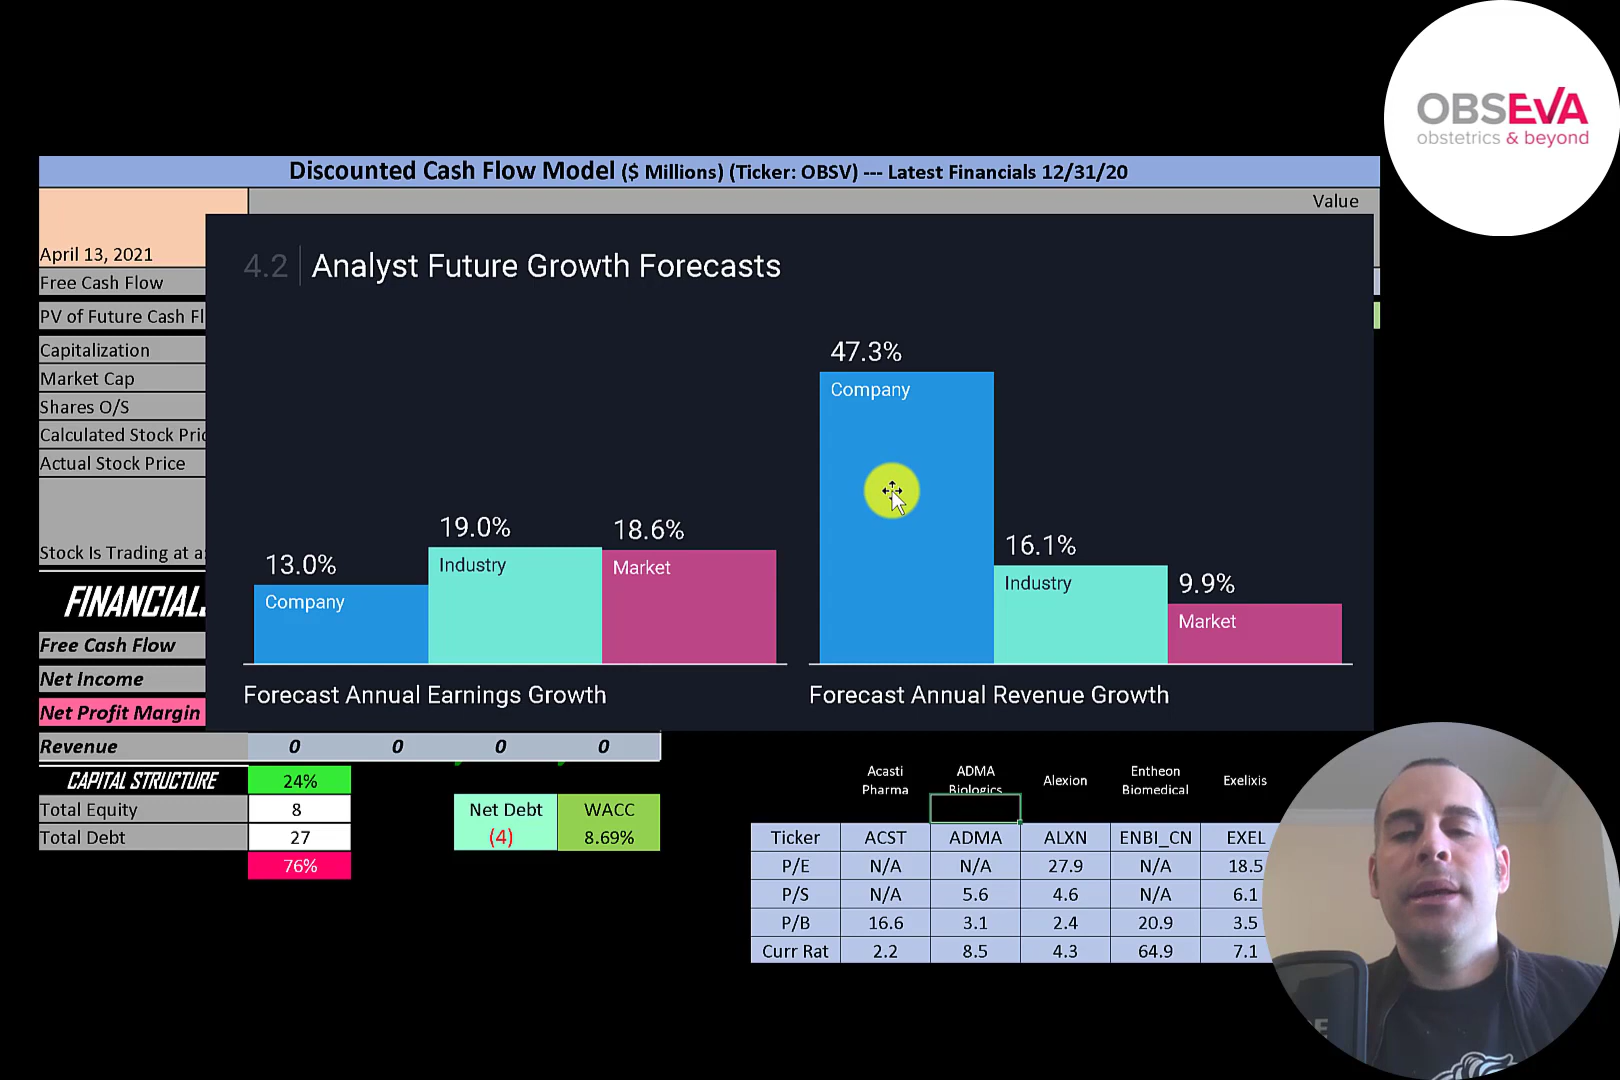 OBSEVA
obstetrics & beyond
Discounted Cash Flow Model ($ Millions) (Ticker: OBSV) --- Latest Financials 12/31/20
Value
April 13, 2021
Free Cash Flow
PV of Future Cash Fl
Capitalization
Market Cap
Shares O/S
Calculated Stock Pric
Actual Stock Price
Stock Is Trading at a
4.2 Analyst Future Growth Forecasts
13.0%
Company
19.0%
Industry
18.6%
Market
Forecast Annual Earnings Growth
47.3%
Company
16.1%
Industry
9.9%
Market
Forecast Annual Revenue Growth
FINANCIALS
Free Cash Flow
Net Income
Net Profit Margin
Revenue 0 0 0 0
CAPITAL STRUCTURE 24%
Total Equity 8
Total Debt 27
76%
Net Debt WACC
(4) 8.69%
Acasti Pharma ADMA Biologics Alexion Entheon Biomedical Exelixis
Ticker ACST ADMA ALXN ENBI_CN EXEL
P/E N/A N/A 27.9 N/A 18.5
P/S N/A 5.6 4.6 N/A 6.1
P/B 16.6 3.1 2.4 20.9 3.5
Curr Rat 2.2 8.5 4.3 64.9 7.1